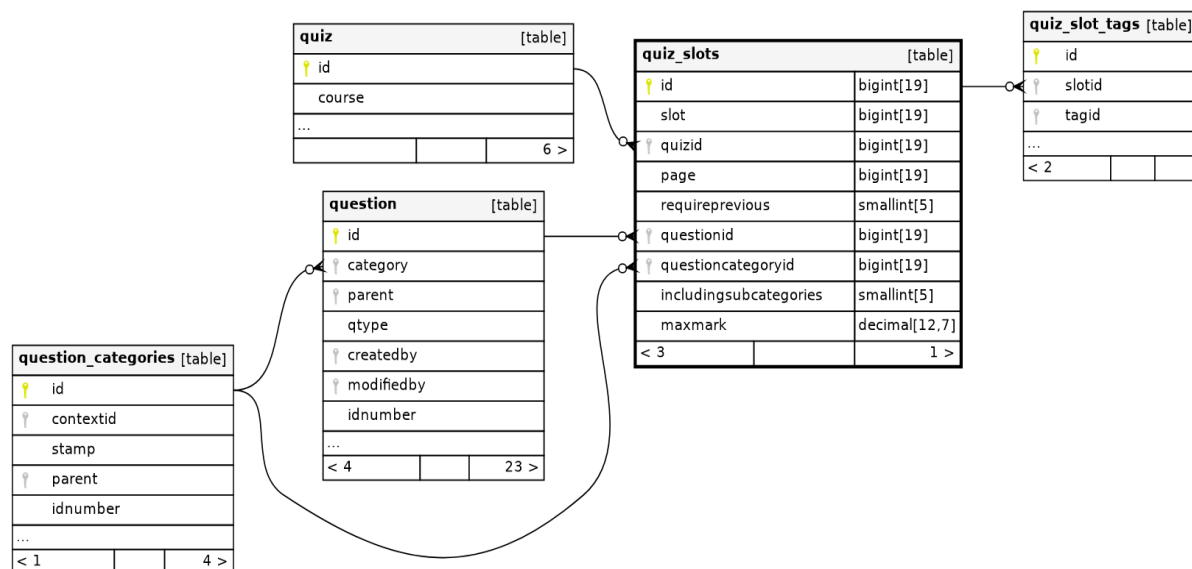 quiz [table]
id
course
...
6 >
question [table]
id
category
parent
qtype
createdby
modifiedby
idnumber
...
< 4 23 >
question_categories [table]
id
contextid
stamp
parent
idnumber
...
< 1 4 >
quiz_slots [table]
id bigint[19]
slot bigint[19]
quizid bigint[19]
page bigint[19]
requireprevious smallint[5]
questionid bigint[19]
questioncategoryid bigint[19]
includingsubcategories smallint[5]
maxmark decimal[12,7]
< 3 1 >
quiz_slot_tags [table]
id
slotid
tagid
...
< 2